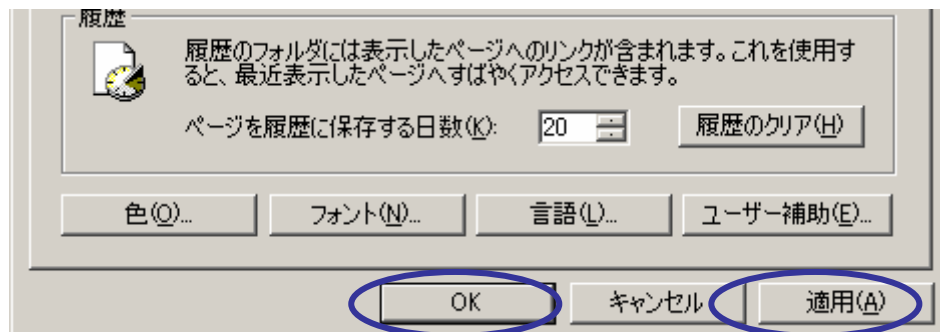 履歴
履歴のフォルダには表示したページへのリンクが含まれます。これを使用す
ると、最近表示したページへすばやくアクセスできます。
ページを履歴に保存する日数(K): 20 履歴のクリア(H)
色(O)... フォント(N)... 言語(L)... ユーザー補助(E)...
OK キャンセル 適用(A)